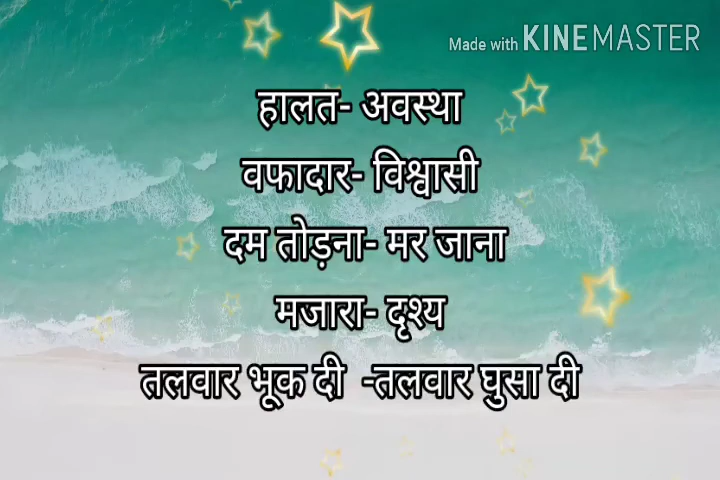 Made with KINEMASTER
हालत- अवस्था
वफादार- विश्वासी
दम तोड़ना- मर जाना
मजारा- दृश्य
तलवार भूक दी -तलवार घुसा दी